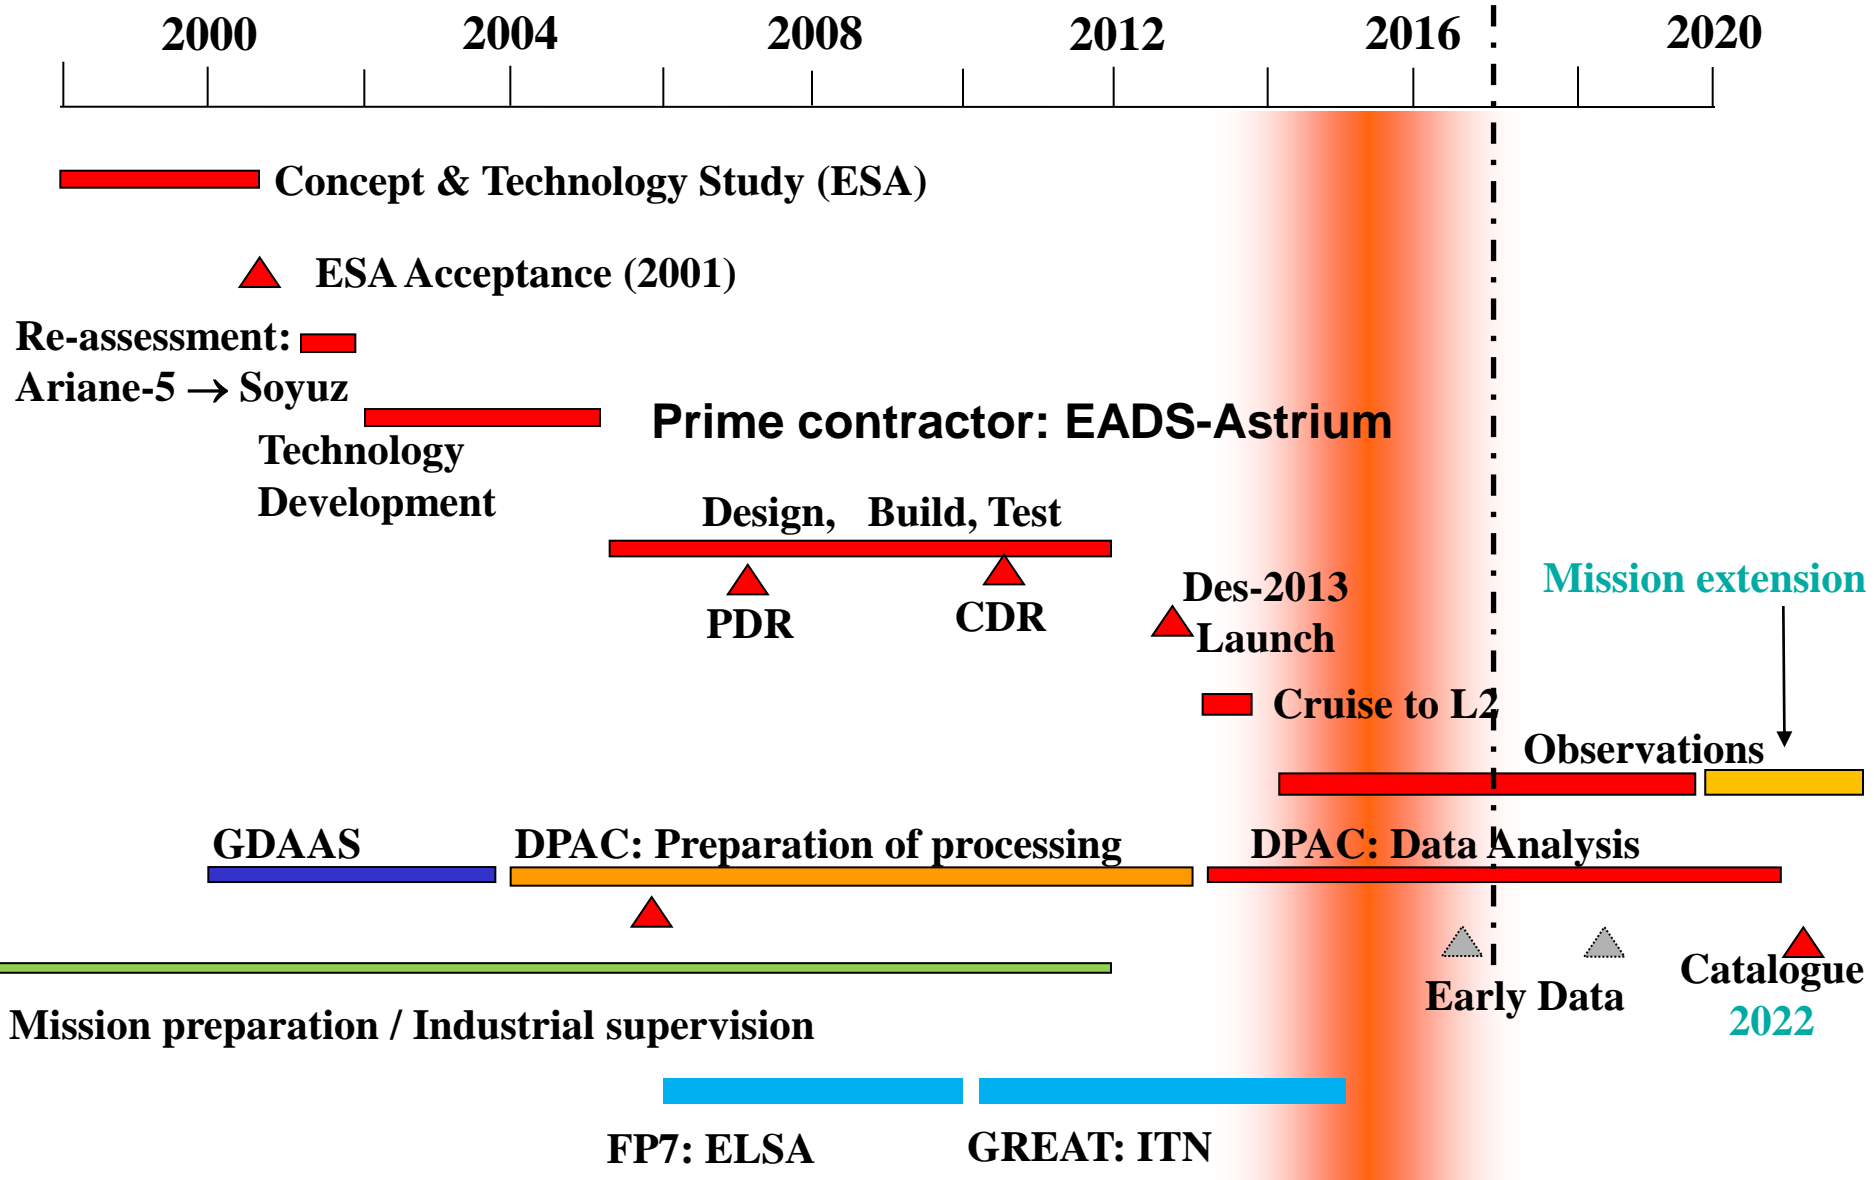 2000 2004 2008 2012 2016 2020
Concept & Technology Study (ESA)
ESA Acceptance (2001)
Re-assessment:
Ariane-5 → Soyuz
Prime contractor: EADS-Astrium
Technology
Development
Design, Build, Test
PDR
CDR
Des-2013
Launch
Mission extension
Cruise to L2
Observations
GDAAS
DPAC: Preparation of processing
DPAC: Data Analysis
Early Data
Catalogue
2022
Mission preparation / Industrial supervision
FP7: ELSA
GREAT: ITN